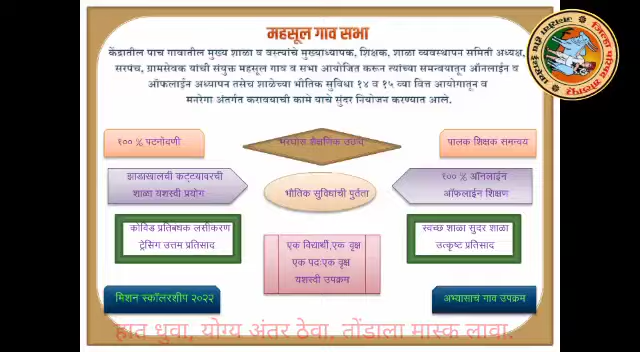 महसूल गाव सभा
केंद्रातील पाच गावातील मुख्य शाळा व वस्त्यांचे मुख्याध्यापक, शिक्षक, शाळा व्यवस्थापन समिती अध्यक्ष,
सरपंच, ग्रामसेवक यांची संयुक्त महसूल गाव व सभा आयोजित करून त्यांच्या समन्वयातून ऑनलाईन व
ऑफलाईन अध्यापन तसेच शाळेच्या भौतिक सुविधा १४ व १५ व्या वित्त आयोगातून व
मनरेगा अंतर्गत करावयाची कामे याचे सुंदर नियोजन करण्यात आले.
१०० % पटनोंदणी
भरघोस शैक्षणिक उठाव
पालक शिक्षक समन्वय
झाडाखालची कट्ट्यावरची
शाळा यशस्वी प्रयोग
भौतिक सुविधांची पुर्तता
१०० % ऑनलाईन
ऑफलाईन शिक्षण
कोविड प्रतिबंधक लसीकरण
ट्रेसिंग उत्तम प्रतिसाद
एक विद्यार्थी,एक वृक्ष
एक पदःएक वृक्ष
यशस्वी उपक्रम
स्वच्छ शाळा सुदर शाळा
उत्कृष्ट प्रतिसाद
मिशन स्कॉलरशीप २०२२
अभ्यासाच गाव उपक्रम
हात धुवा, योग्य अंतर ठेवा, तोंडाला मास्क लावा.